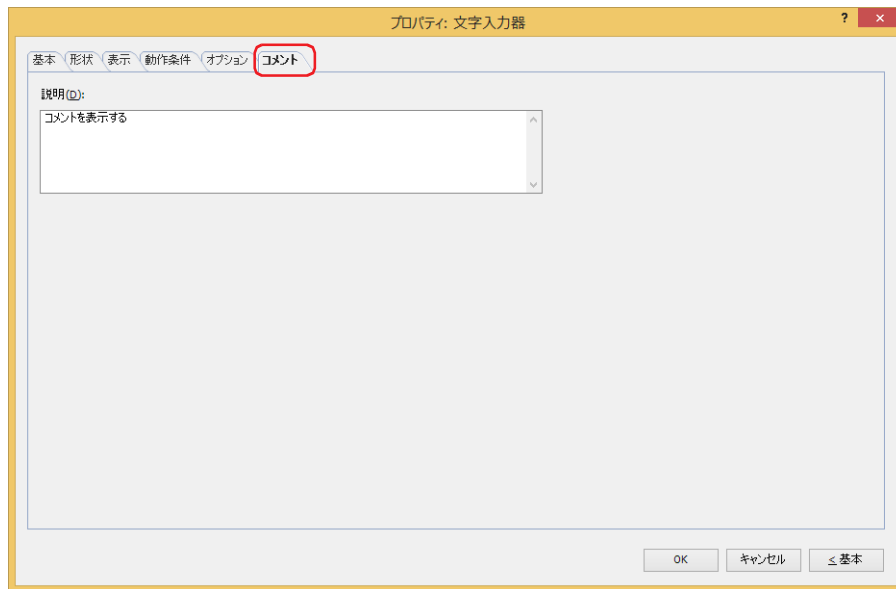 プロパティ: 文字入力器
? ×
基本 形状 表示 動作条件 オプション コメント
説明(D):
コメントを表示する
OK キャンセル < 基本